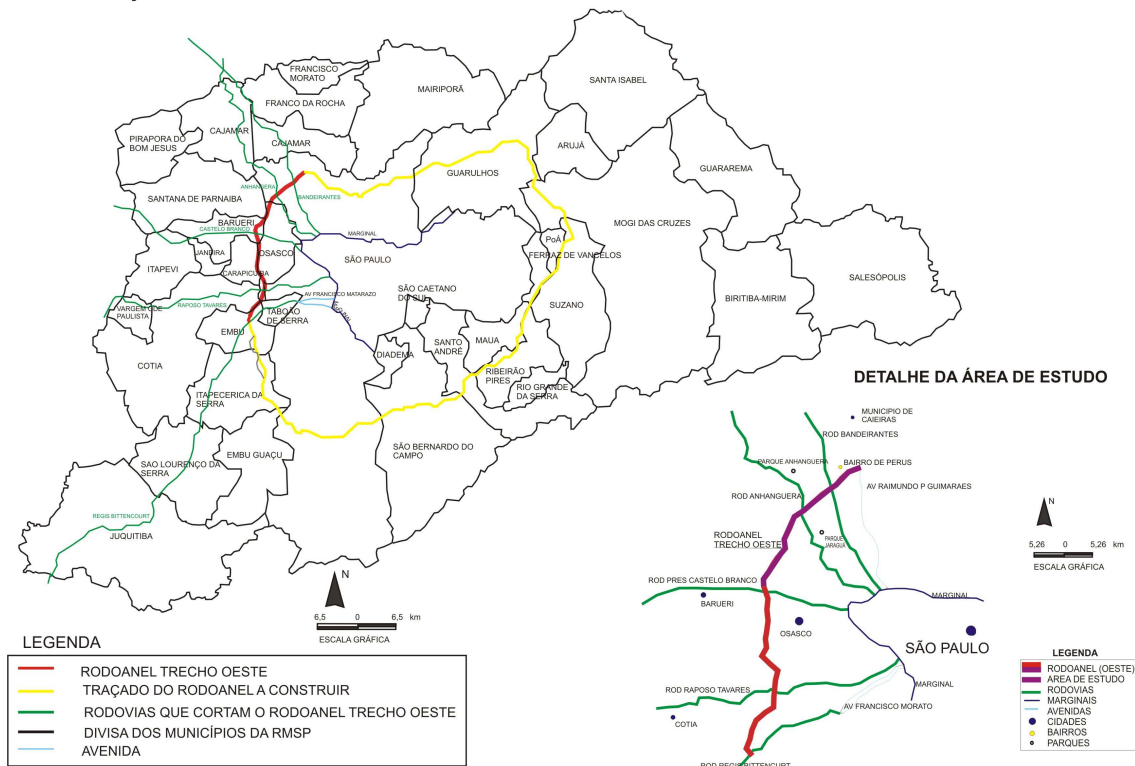 FRANCISCO
MORATO
MAIRIPORÃ
SANTA ISABEL
FRANCO DA ROCHA
CAJAMAR
PIRAPORA DO
BOM JESUS
CAJAMAR
ARUJÁ
GUARULHOS
GUARAREMA
ANHANGERA
BANDEIRANTES
SANTANA DE PARNAIBA
BARUERI
CASTELO BRANCO
MARGINAL
MOGI DAS CRUZES
PoÁ
JANDIRA
OSASCO
SÃO PAULO
FERRAZ DE VANCELOS
ITAPEVI
CARAPICUIBA
SALESÓPOLIS
SÃO CAETANO
DO SUL
SUZANO
BIRITIBA-MIRIM
AV FRANCISCO MATARAZO
RAPOSO TAVARES
VARGEM GDE
PAULISTA
TABOÃO
DE SERRA
EMBU
SANTO
ANDRÉ
MAUA
DIADEMA
COTIA
RIBEIRÃO
PIRES
RIO GRANDE
DA SERRA
ITAPECERICA DA
SERRA
SÃO BERNARDO DO
CAMPO
EMBU GUAÇU
SAO LOURENÇO DA
SERRA
REGIS BITTENCOURT
JUQUITIBA
N
6,5 0 6,5 km
ESCALA GRÁFICA
LEGENDA
RODOANEL TRECHO OESTE
TRAÇADO DO RODOANEL A CONSTRUIR
RODOVIAS QUE CORTAM O RODOANEL TRECHO OESTE
DIVISA DOS MUNICÍPIOS DA RMSP
AVENIDA
DETALHE DA ÁREA DE ESTUDO
MUNICIPIO DE
CAIEIRAS
ROD BANDEIRANTES
PARQUE ANHANGUERA
BAIRRO DE PERUS
AV RAIMUNDO P GUIMARAES
ROD ANHANGUERA
N
RODOANEL
TRECHO OESTE
PARQUE
JARAGUÁ
5,26 0 5,26 km
ESCALA GRÁFICA
ROD PRES CASTELO BRANCO
BARUERI
MARGINAL
OSASCO
SÃO PAULO
ROD RAPOSO TAVARES
MARGINAL
AV FRANCISCO MORATO
COTIA
ROD REGIS BITTENCURT
LEGENDA
RODOANEL (OESTE)
AREA DE ESTUDO
RODOVIAS
MARGINAIS
AVENIDAS
CIDADES
BAIRROS
PARQUES